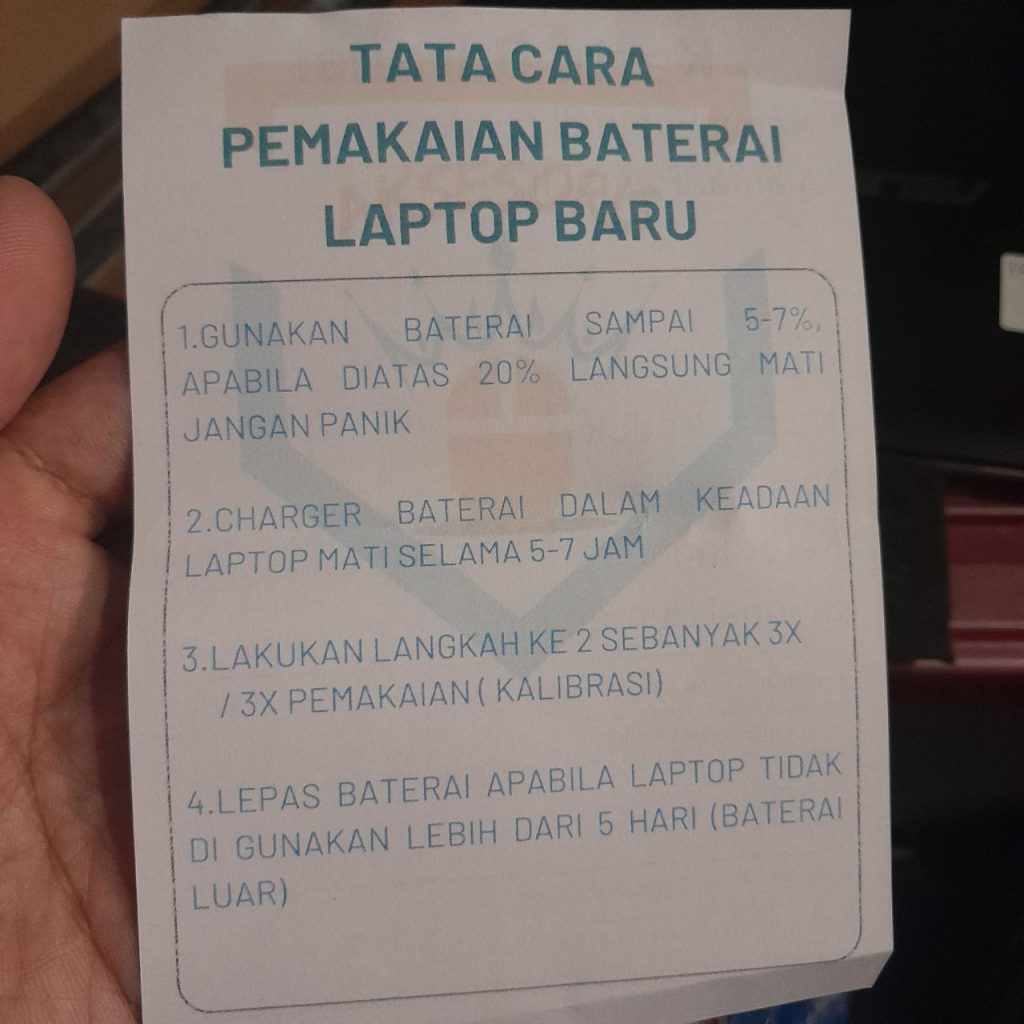 TATA CARA
PEMAKAIAN BATERAI
LAPTOP BARU
1.GUNAKAN BATERAI SAMPAI 5-7%,
APABILA DIATAS 20% LANGSUNG MATI
JANGAN PANIK
2.CHARGER BATERAI DALAM KEADAAN
LAPTOP MATI SELAMA 5-7 JAM
3.LAKUKAN LANGKAH KE 2 SEBANYAK 3X
/ 3X PEMAKAIAN ( KALIBRASI)
4.LEPAS BATERAI APABILA LAPTOP TIDAK
DI GUNAKAN LEBIH DARI 5 HARI (BATERAI
LUAR)